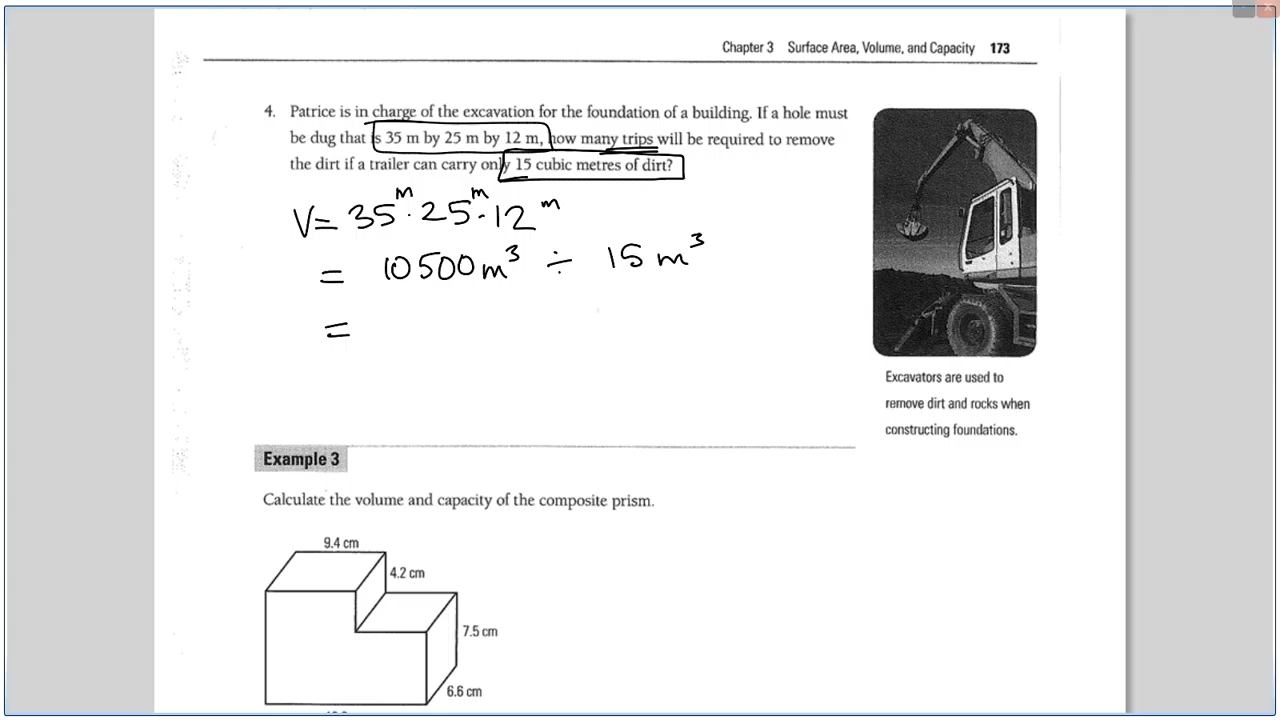 Chapter 3 Surface Area, Volume, and Capacity 173
4. Patrice is in charge of the excavation for the foundation of a building. If a hole must
be dug that is 35 m by 25 m by 12 m, how many trips will be required to remove
the dirt if a trailer can carry only 15 cubic metres of dirt?
V = 35 m · 25 m · 12 m
= 10500 m³ ÷ 15 m³
=
Excavators are used to
remove dirt and rocks when
constructing foundations.
Example 3
Calculate the volume and capacity of the composite prism.
9.4 cm
4.2 cm
7.5 cm
6.6 cm